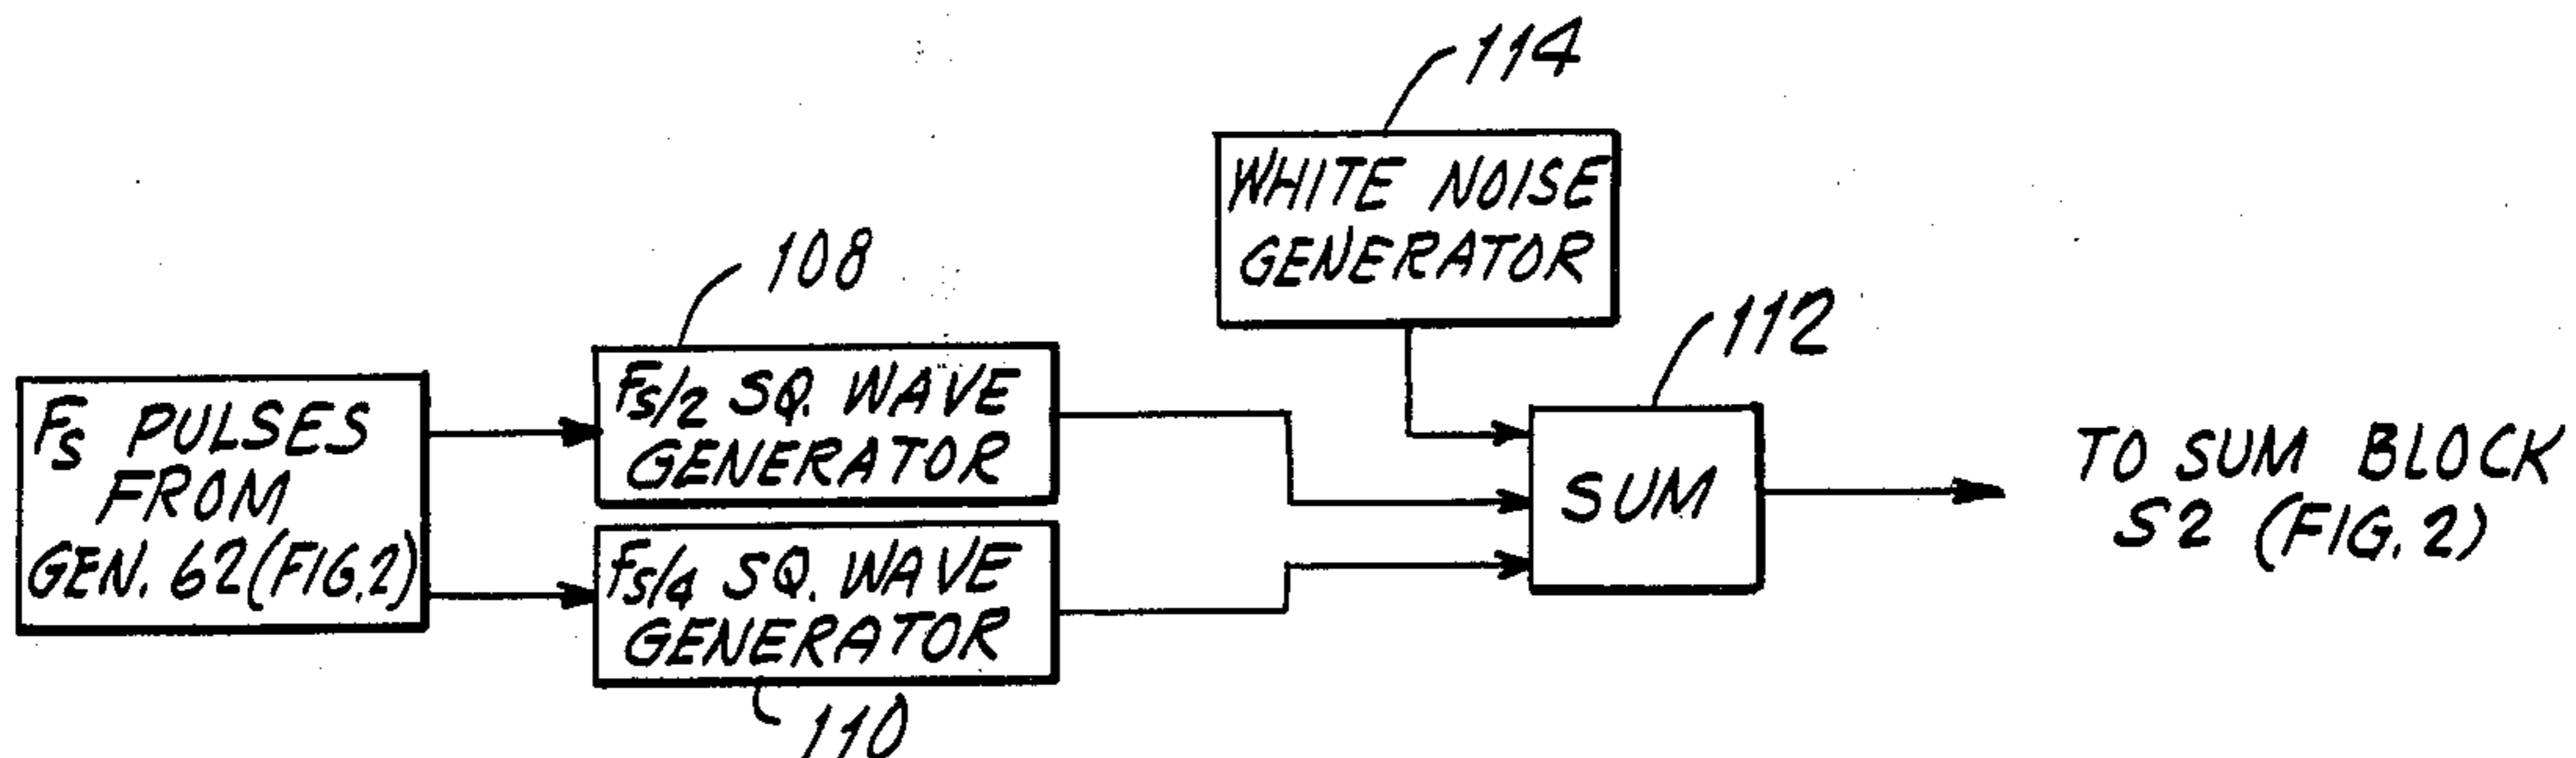 114
WHITE NOISE
GENERATOR
108
112
FS PULSES
FROM
GEN. 62 (FIG. 2)
fS/2 SQ. WAVE
GENERATOR
fS/4 SQ. WAVE
GENERATOR
110
SUM
TO SUM BLOCK
S2 (FIG. 2)